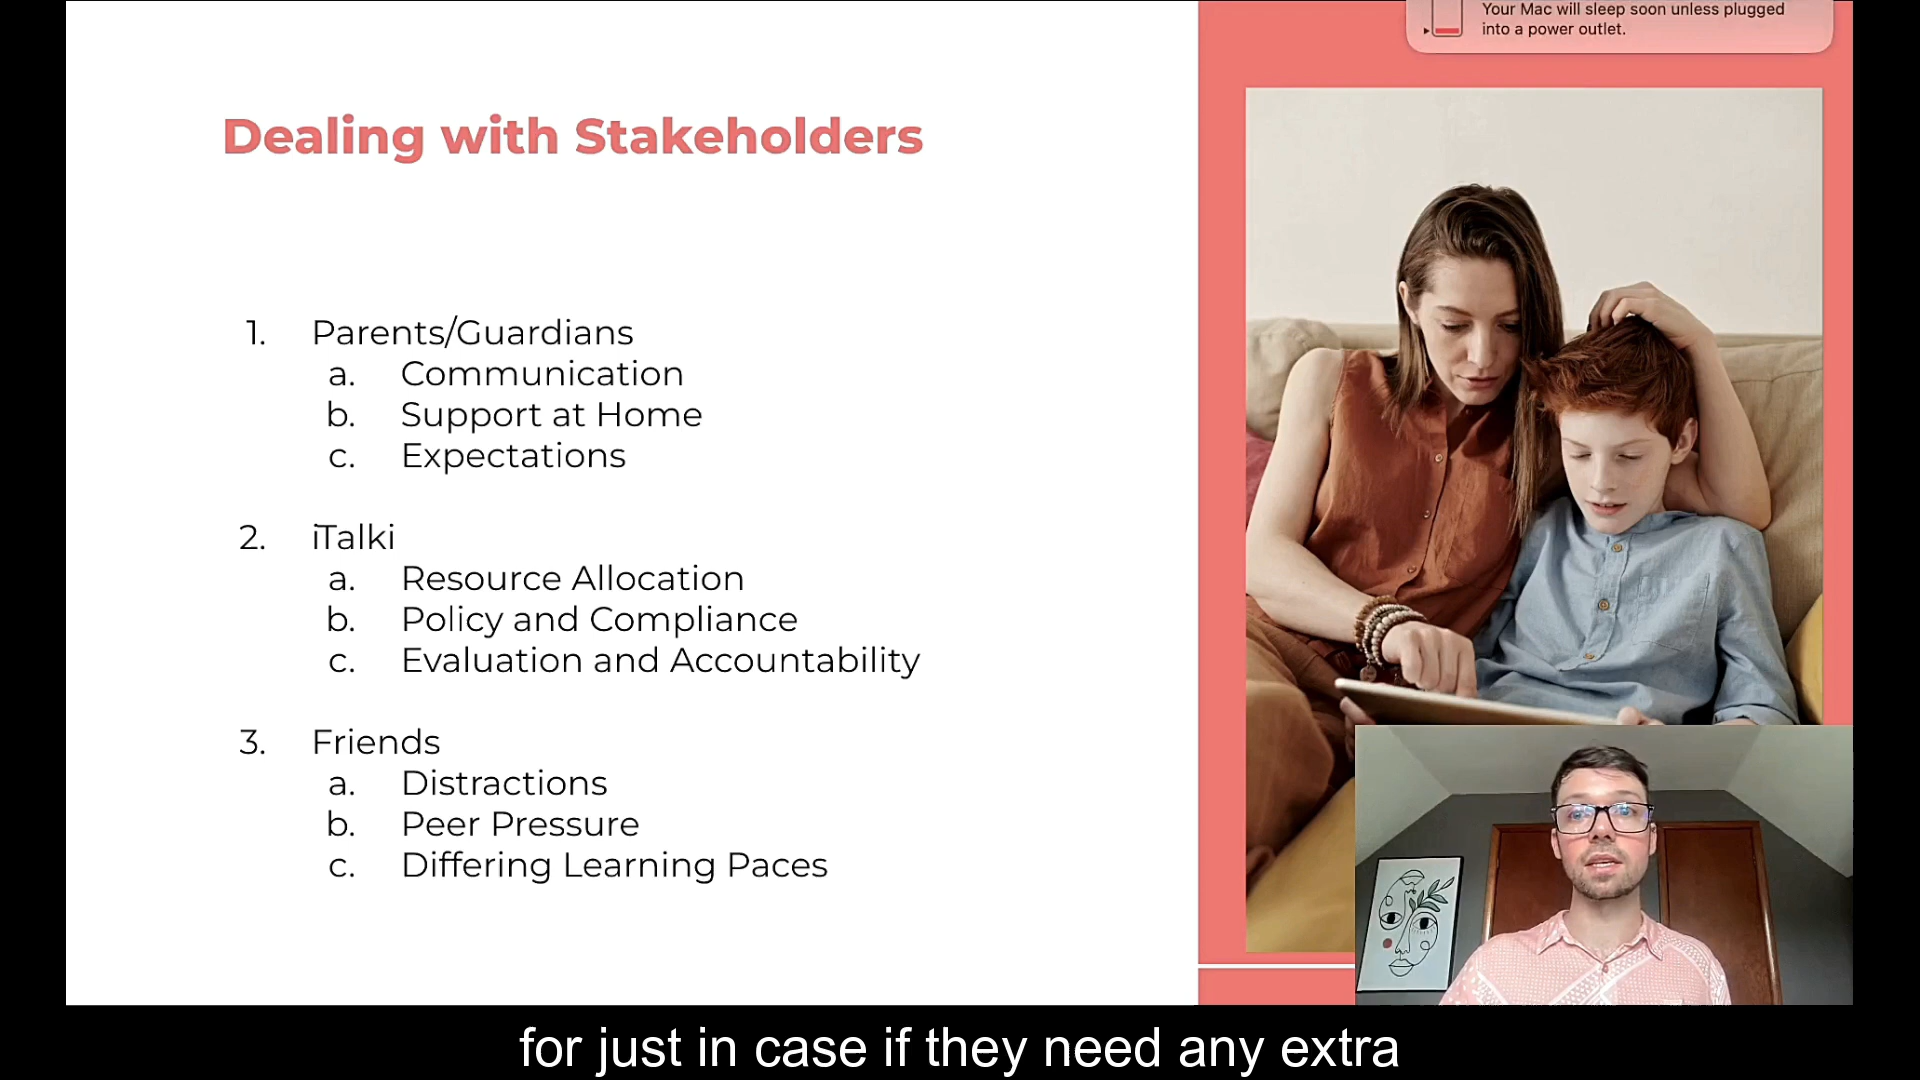 Your Mac will sleep soon unless plugged
into a power outlet.
Dealing with Stakeholders
1. Parents/Guardians
a. Communication
b. Support at Home
c. Expectations
2. iTalki
a. Resource Allocation
b. Policy and Compliance
c. Evaluation and Accountability
3. Friends
a. Distractions
b. Peer Pressure
c. Differing Learning Paces
for just in case if they need any extra